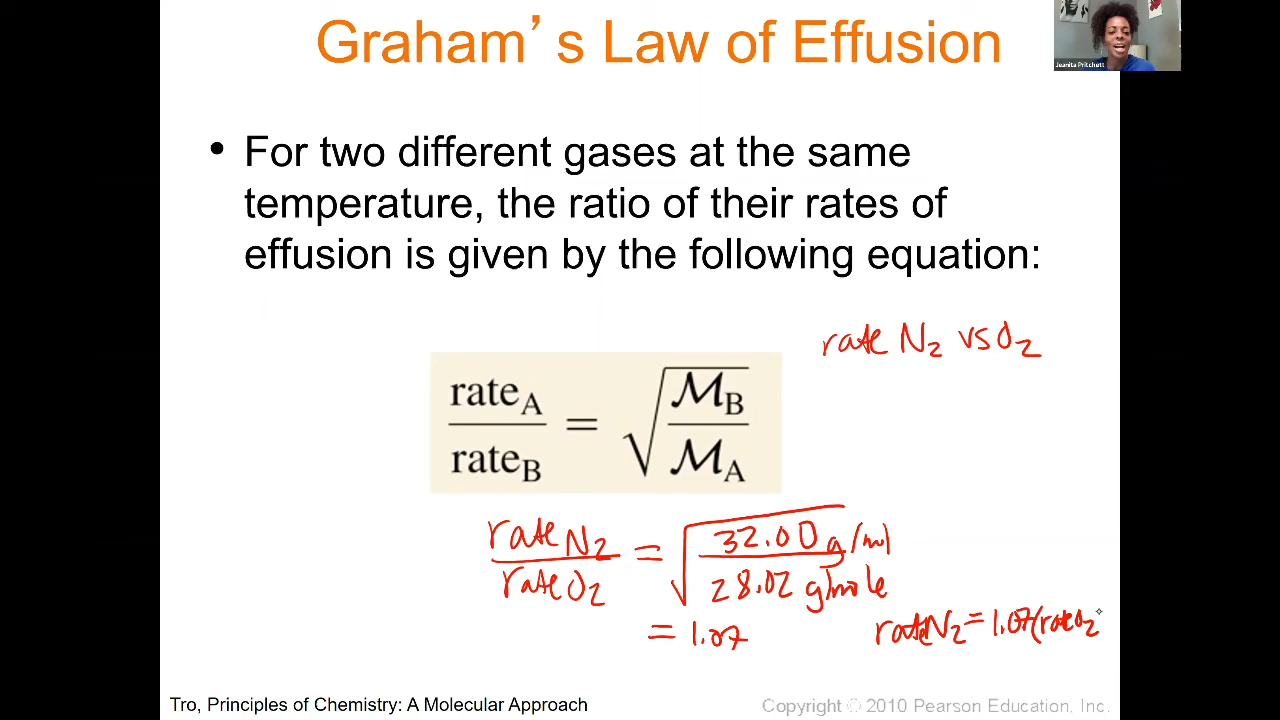 Graham's Law of Effusion
Jeanita Pritchett
• For two different gases at the same
temperature, the ratio of their rates of
effusion is given by the following equation:
rate N₂ vs O₂
rate_A / rate_B = √(ℳ_B / ℳ_A)
rate N₂ / rate O₂ = √(32.00 g/mol / 28.02 g/mole)
= 1.07
rate N₂ = 1.07(rate O₂
Tro, Principles of Chemistry: A Molecular Approach
Copyright © 2010 Pearson Education, Inc.